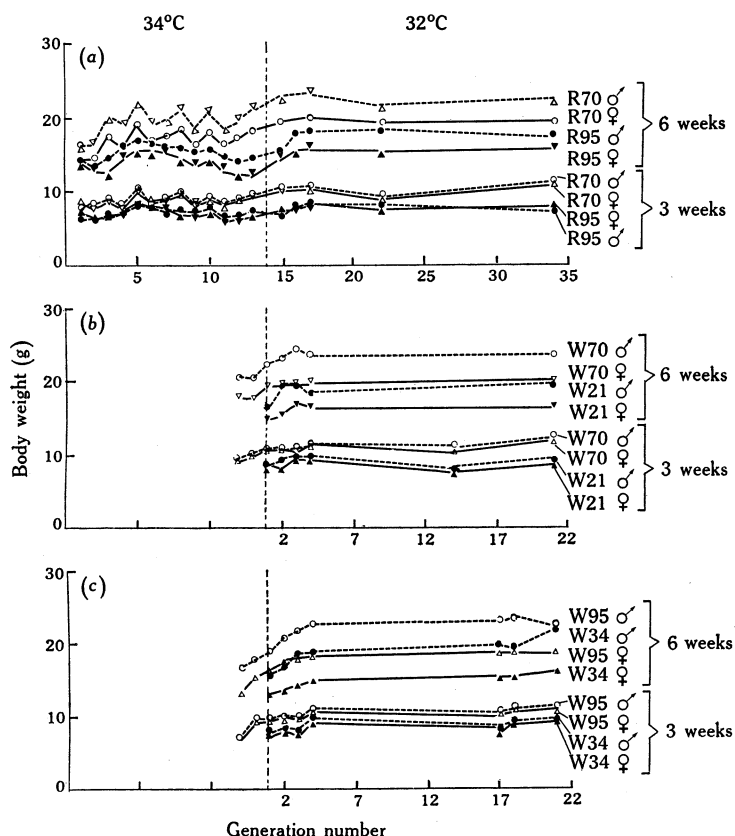 34°C 32°C
(a)
30
20
10
0
5 10 15 20 25 30 35
R70 ♂
R70 ♀
R95 ♂
R95 ♀
6 weeks
R70 ♂
R70 ♀
R95 ♀
R95 ♂
3 weeks
Body weight (g)
(b)
30
20
10
0
2 7 12 17 22
W70 ♂
W70 ♀
W21 ♂
W21 ♀
6 weeks
W70 ♂
W70 ♀
W21 ♂
W21 ♀
3 weeks
(c)
30
20
10
0
2 7 12 17 22
W95 ♂
W34 ♂
W95 ♀
W34 ♀
6 weeks
W95 ♂
W95 ♀
W34 ♂
W34 ♀
3 weeks
Generation number